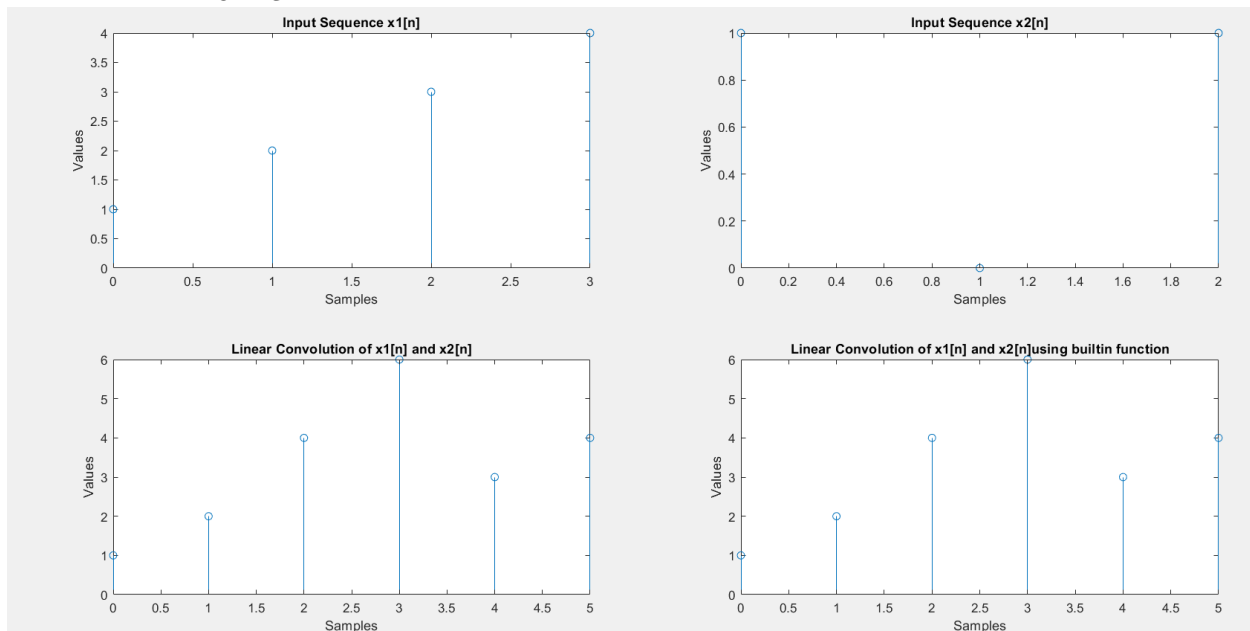 Input Sequence x1[n]
4
3.5
3
2.5
2
1.5
1
0.5
0
Values
0 0.5 1 1.5 2 2.5 3
Samples
Input Sequence x2[n]
1
0.8
0.6
0.4
0.2
0
Values
0 0.2 0.4 0.6 0.8 1 1.2 1.4 1.6 1.8 2
Samples
Linear Convolution of x1[n] and x2[n]
6
5
4
3
2
1
0
Values
0 0.5 1 1.5 2 2.5 3 3.5 4 4.5 5
Samples
Linear Convolution of x1[n] and x2[n]using builtin function
6
5
4
3
2
1
0
Values
0 0.5 1 1.5 2 2.5 3 3.5 4 4.5 5
Samples